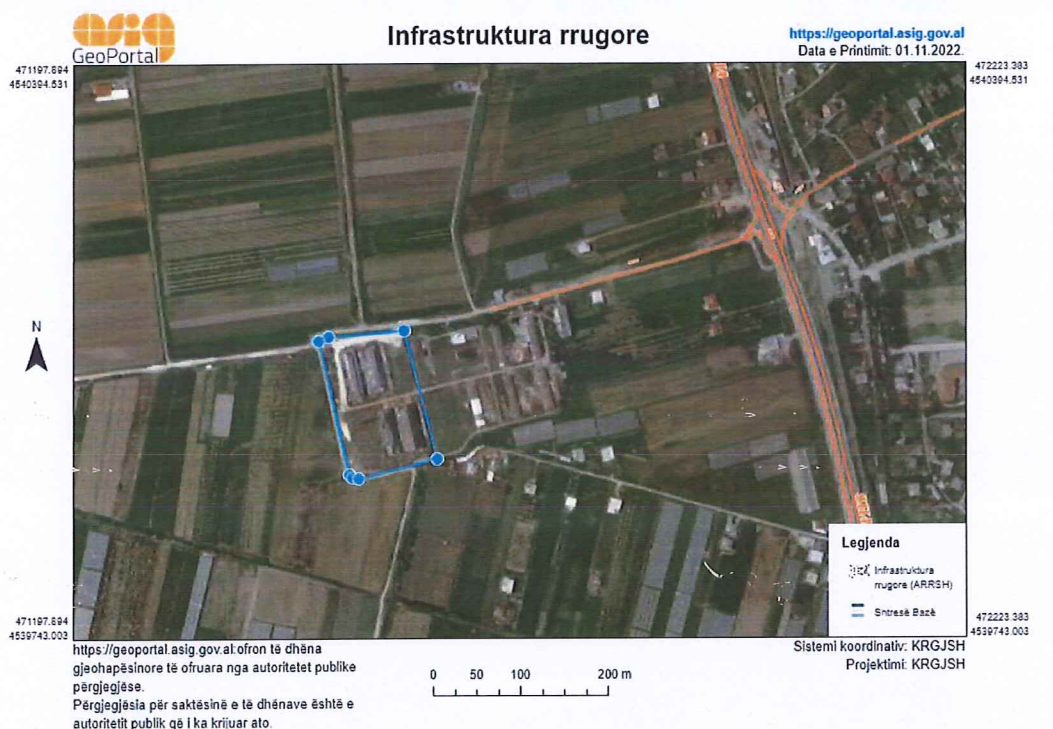 asig
GeoPortal
Infrastruktura rrugore
https://geoportal.asig.gov.al
Data e Printimit: 01.11.2022.
471197.694
4540394.531
472223.383
4540394.531
N
Legjenda
Infrastruktura
rrugore (ARRSH)
Shtresë Bazë
471197.694
4539743.003
472223.383
4539743.003
https://geoportal.asig.gov.al:ofron të dhëna
gjeohapësinore të ofruara nga autoritetet publike
përgjegjëse.
Përgjegjësia për saktësinë e të dhënave është e
autoritetit publik që i ka krijuar ato.
0 50 100 200 m
Sistemi koordinativ: KRGJSH
Projektimi: KRGJSH